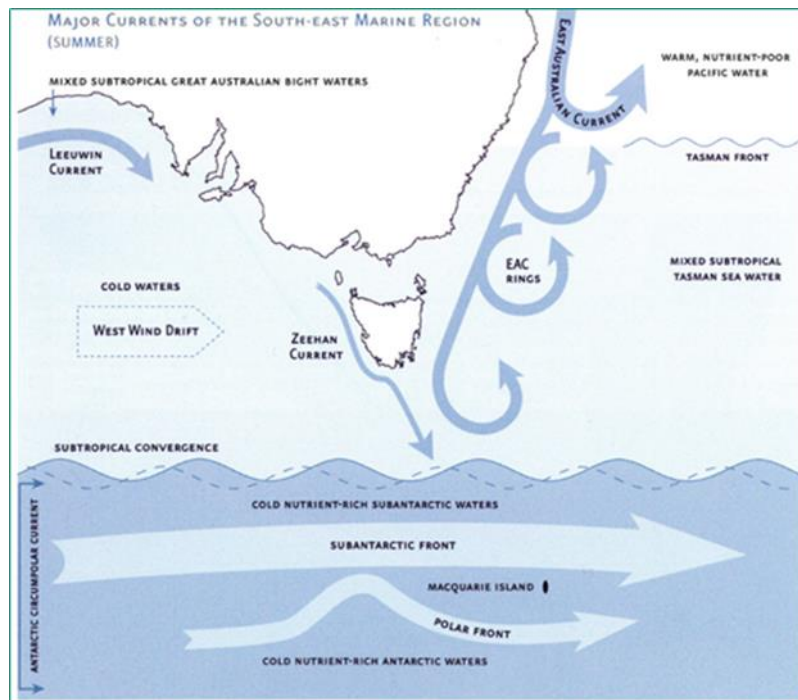 MAJOR CURRENTS OF THE SOUTH-EAST MARINE REGION
(SUMMER)
MIXED SUBTROPICAL GREAT AUSTRALIAN BIGHT WATERS
EAST AUSTRALIAN CURRENT
WARM, NUTRIENT-POOR
PACIFIC WATER
LEEUWIN
CURRENT
TASMAN FRONT
EAC
RINGS
MIXED SUBTROPICAL
TASMAN SEA WATER
COLD WATERS
WEST WIND DRIFT
ZEEHAN
CURRENT
SUBTROPICAL CONVERGENCE
ANTARCTIC CIRCUMPOLAR CURRENT
COLD NUTRIENT-RICH SUBANTARCTIC WATERS
SUBANTARCTIC FRONT
MACQUARIE ISLAND
POLAR FRONT
COLD NUTRIENT-RICH ANTARCTIC WATERS